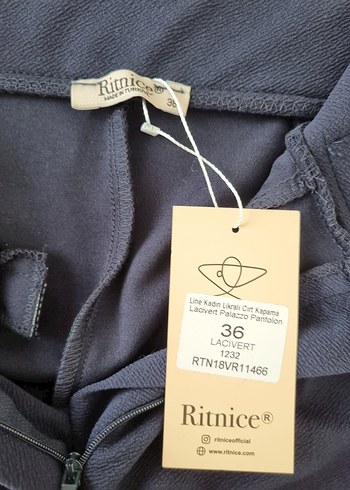 Ritnice
MADE IN TURKEY
38
Line Kadın Likralı Cırt Kapama
Lacivert Palazzo Pantolon
36
LACİVERT
1232
RTN18VR11466
Ritnice®
ritniceofficial
www.ritnice.com